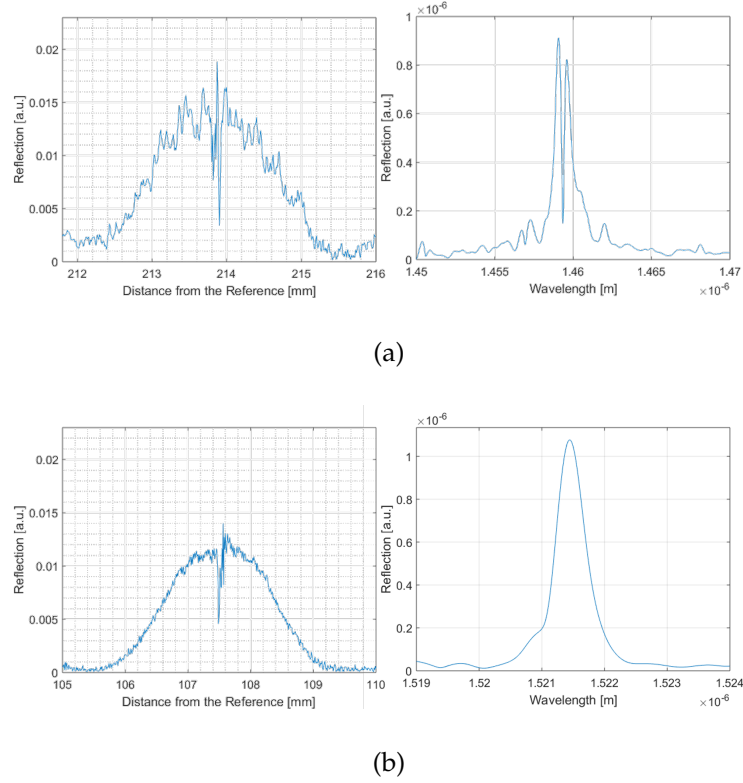 0.02
0.015
0.01
0.005
0
Reflection [a.u.]
212 213 214 215 216
Distance from the Reference [mm]
×10⁻⁶
1
0.8
0.6
0.4
0.2
0
Reflection [a.u.]
1.45 1.455 1.46 1.465 1.47
Wavelength [m]
×10⁻⁶
(a)
0.02
0.015
0.01
0.005
0
Reflection [a.u.]
105 106 107 108 109 110
Distance from the Reference [mm]
×10⁻⁶
1
0.8
0.6
0.4
0.2
0
Reflection [a.u.]
1.519 1.52 1.521 1.522 1.523 1.524
Wavelength [m]
×10⁻⁶
(b)